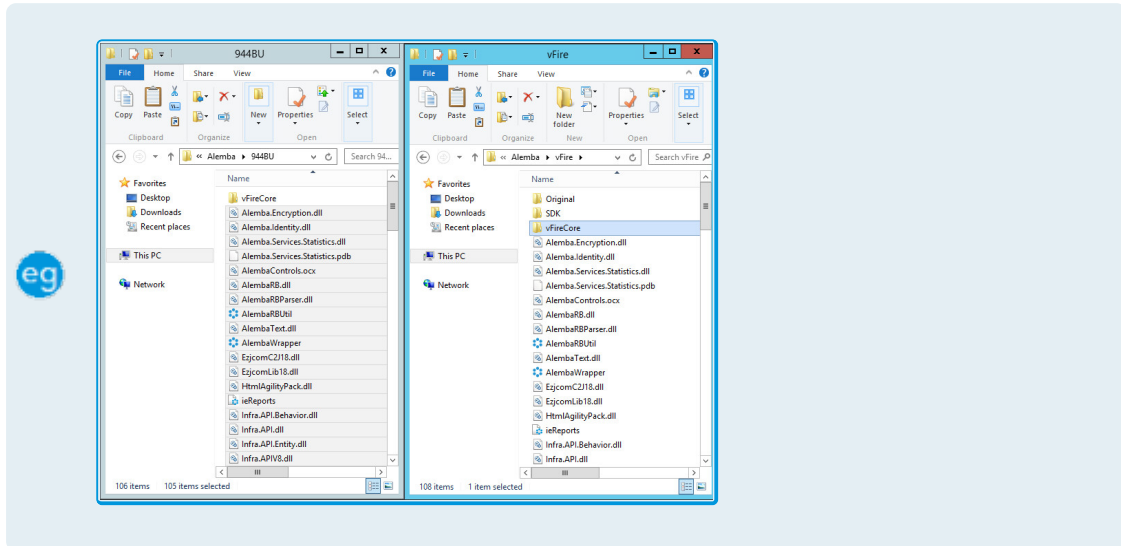 944BU
File Home Share View
Copy
Paste
New
Properties
Select
Clipboard
Organize
Open
« Alemba 944BU
Search 94...
Favorites
Desktop
Downloads
Recent places
This PC
Network
Name
vFireCore
Alemba.Encryption.dll
Alemba.Identity.dll
Alemba.Services.Statistics.dll
Alemba.Services.Statistics.pdb
AlembaControls.ocx
AlembaRB.dll
AlembaRBParser.dll
AlembaRBUtil
AlembaText.dll
AlembaWrapper
EzjcomC2J18.dll
EzjcomLib18.dll
HtmlAgilityPack.dll
ieReports
Infra.API.Behavior.dll
Infra.API.dll
Infra.API.Entity.dll
Infra.APIV8.dll
106 items 105 items selected
vFire
File Home Share View
Copy
Paste
New
folder
Properties
Select
Clipboard
Organize
New
Open
« Alemba vFire
Search vFire
Favorites
Desktop
Downloads
Recent places
This PC
Network
Name
Original
SDK
vFireCore
Alemba.Encryption.dll
Alemba.Identity.dll
Alemba.Services.Statistics.dll
Alemba.Services.Statistics.pdb
AlembaControls.ocx
AlembaRB.dll
AlembaRBParser.dll
AlembaRBUtil
AlembaText.dll
AlembaWrapper
EzjcomC2J18.dll
EzjcomLib18.dll
HtmlAgilityPack.dll
ieReports
Infra.API.Behavior.dll
Infra.API.dll
108 items 1 item selected
eg